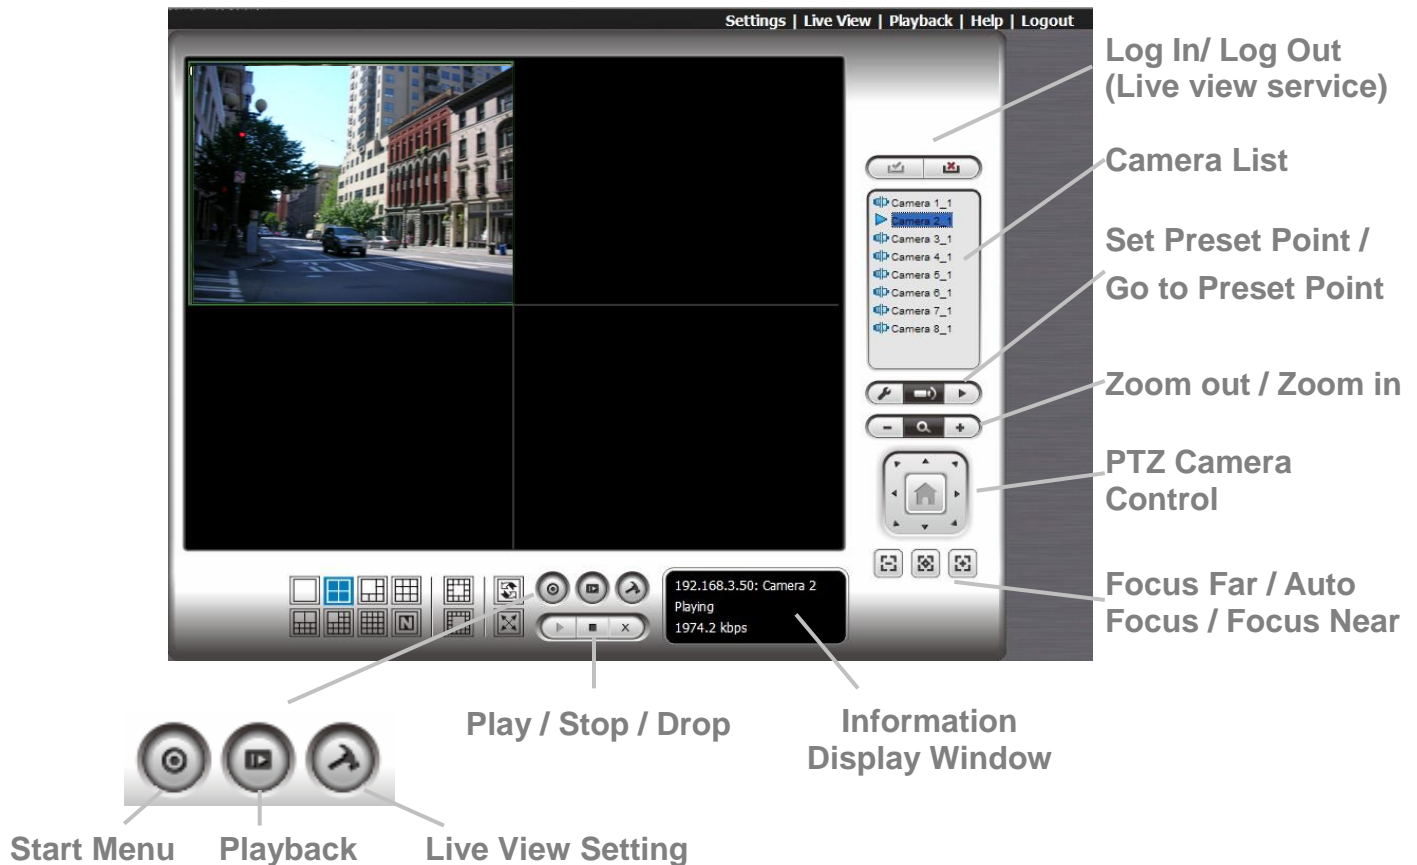 Settings | Live View | Playback | Help | Logout
Log In/ Log Out
(Live view service)
Camera List
Camera 1_1
Camera 2_1
Camera 3_1
Camera 4_1
Camera 5_1
Camera 6_1
Camera 7_1
Camera 8_1
Set Preset Point /
Go to Preset Point
Zoom out / Zoom in
PTZ Camera
Control
Focus Far / Auto
Focus / Focus Near
192.168.3.50: Camera 2
Playing
1974.2 kbps
N
X
Play / Stop / Drop
Information
Display Window
Start Menu
Playback
Live View Setting